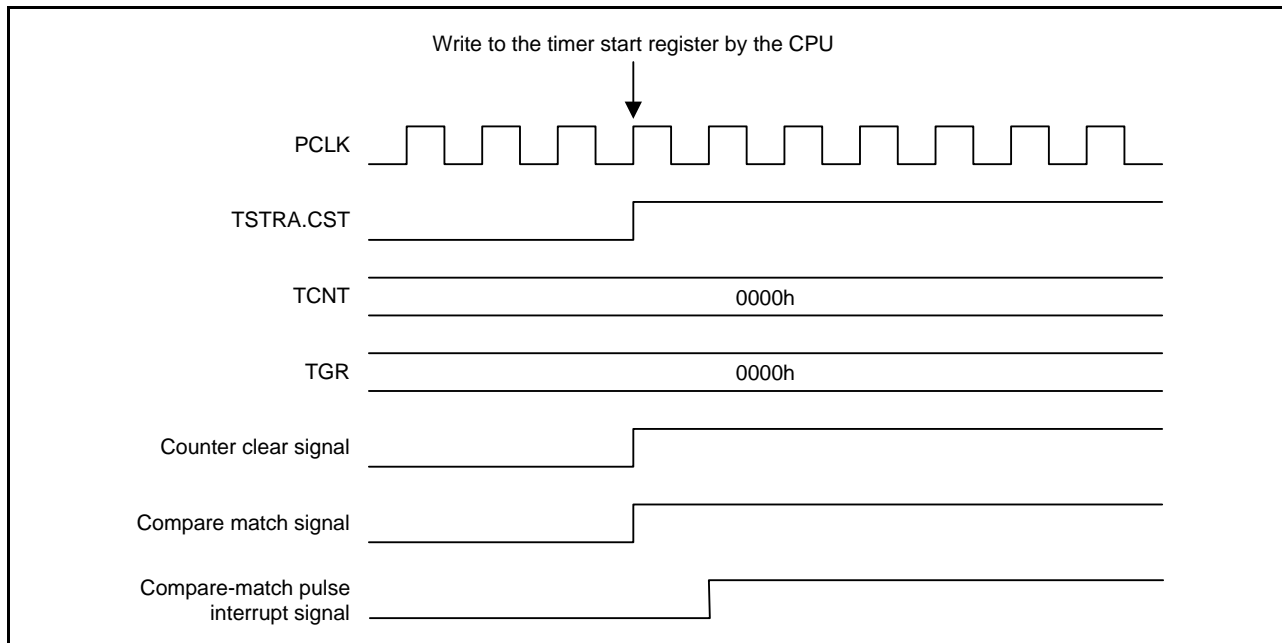 Write to the timer start register by the CPU
PCLK
TSTRA.CST
TCNT
0000h
TGR
0000h
Counter clear signal
Compare match signal
Compare-match pulse
interrupt signal